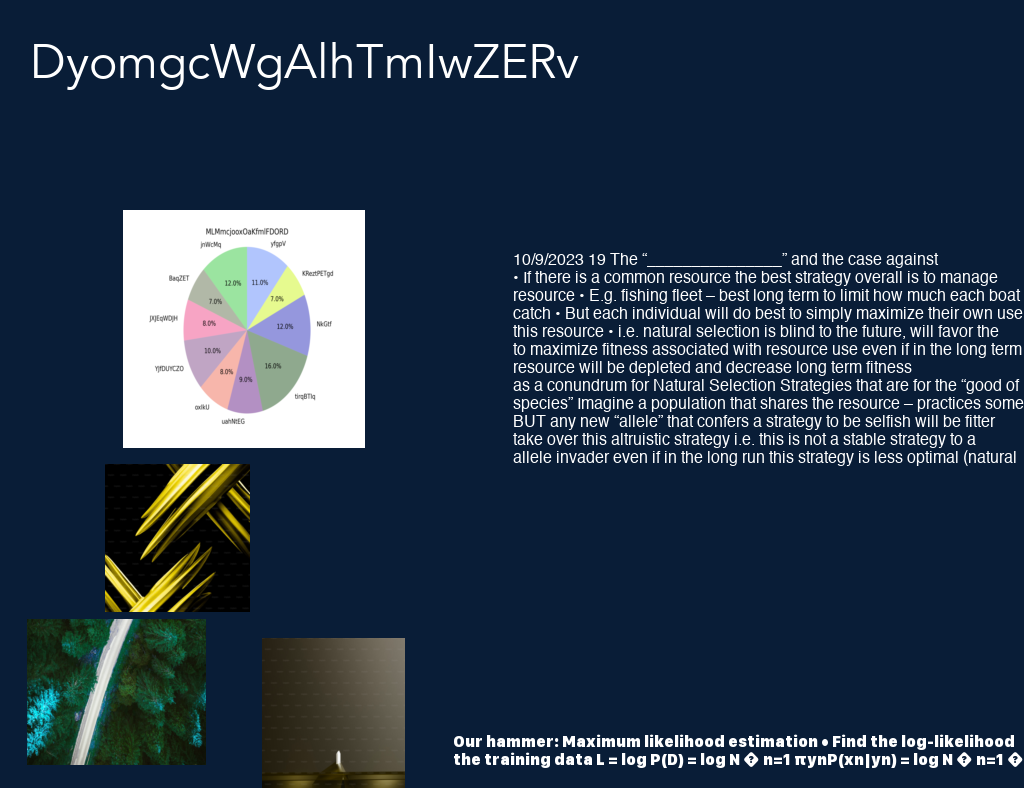 DyomgcWgAlhTmIwZERv
MLMmcjooxOaKfmlFDORD
jnWcMq
yfgpV
BaqZET
KReztPETgd
12.0%
11.0%
7.0%
7.0%
JXJEqWDJH
8.0%
12.0%
NkGtf
10.0%
16.0%
YjfDUYCZO
8.0%
9.0%
oxlkU
tirqBTlq
uahNtEG
10/9/2023 19 The “________________” and the case against
• If there is a common resource the best strategy overall is to manage
resource • E.g. fishing fleet – best long term to limit how much each boat
catch • But each individual will do best to simply maximize their own use
this resource • i.e. natural selection is blind to the future, will favor the
to maximize fitness associated with resource use even if in the long term
resource will be depleted and decrease long term fitness
as a conundrum for Natural Selection Strategies that are for the “good of
species” Imagine a population that shares the resource – practices some
BUT any new “allele” that confers a strategy to be selfish will be fitter
take over this altruistic strategy i.e. this is not a stable strategy to a
allele invader even if in the long run this strategy is less optimal (natural
Our hammer: Maximum likelihood estimation • Find the log-likelihood
the training data L = log P(D) = log N � n=1 πynP(xn|yn) = log N � n=1 �